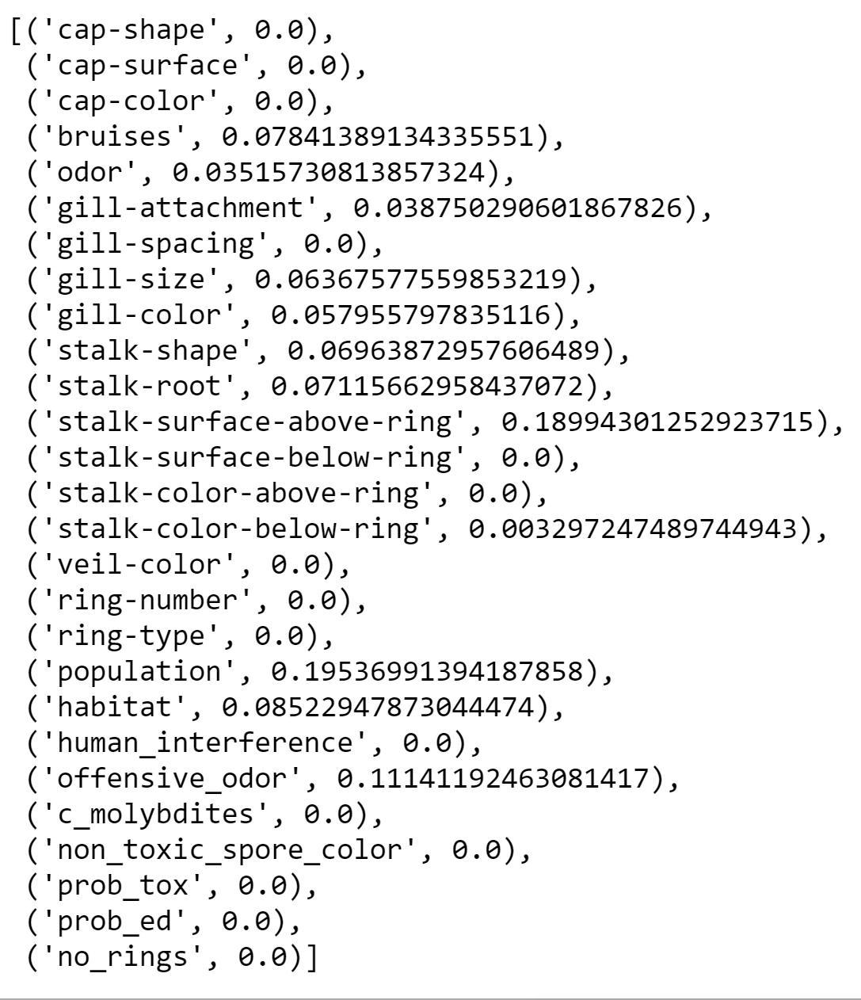 [('cap-shape', 0.0),
('cap-surface', 0.0),
('cap-color', 0.0),
('bruises', 0.07841389134335551),
('odor', 0.03515730813857324),
('gill-attachment', 0.038750290601867826),
('gill-spacing', 0.0),
('gill-size', 0.06367577559853219),
('gill-color', 0.057955797835116),
('stalk-shape', 0.06963872957606489),
('stalk-root', 0.07115662958437072),
('stalk-surface-above-ring', 0.18994301252923715),
('stalk-surface-below-ring', 0.0),
('stalk-color-above-ring', 0.0),
('stalk-color-below-ring', 0.003297247489744943),
('veil-color', 0.0),
('ring-number', 0.0),
('ring-type', 0.0),
('population', 0.19536991394187858),
('habitat', 0.08522947873044474),
('human_interference', 0.0),
('offensive_odor', 0.11141192463081417),
('c_molybdites', 0.0),
('non_toxic_spore_color', 0.0),
('prob_tox', 0.0),
('prob_ed', 0.0),
('no_rings', 0.0)]